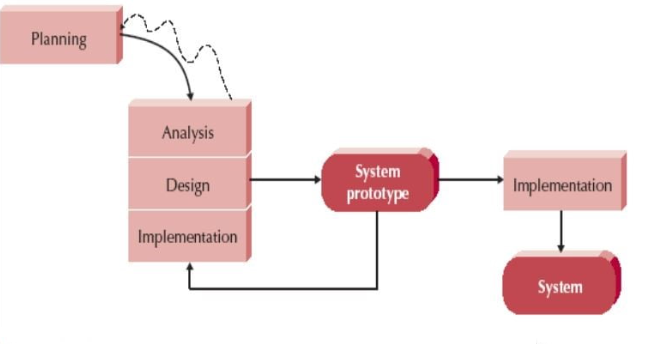 Planning
Analysis
Design
Implementation
System
prototype
Implementation
System